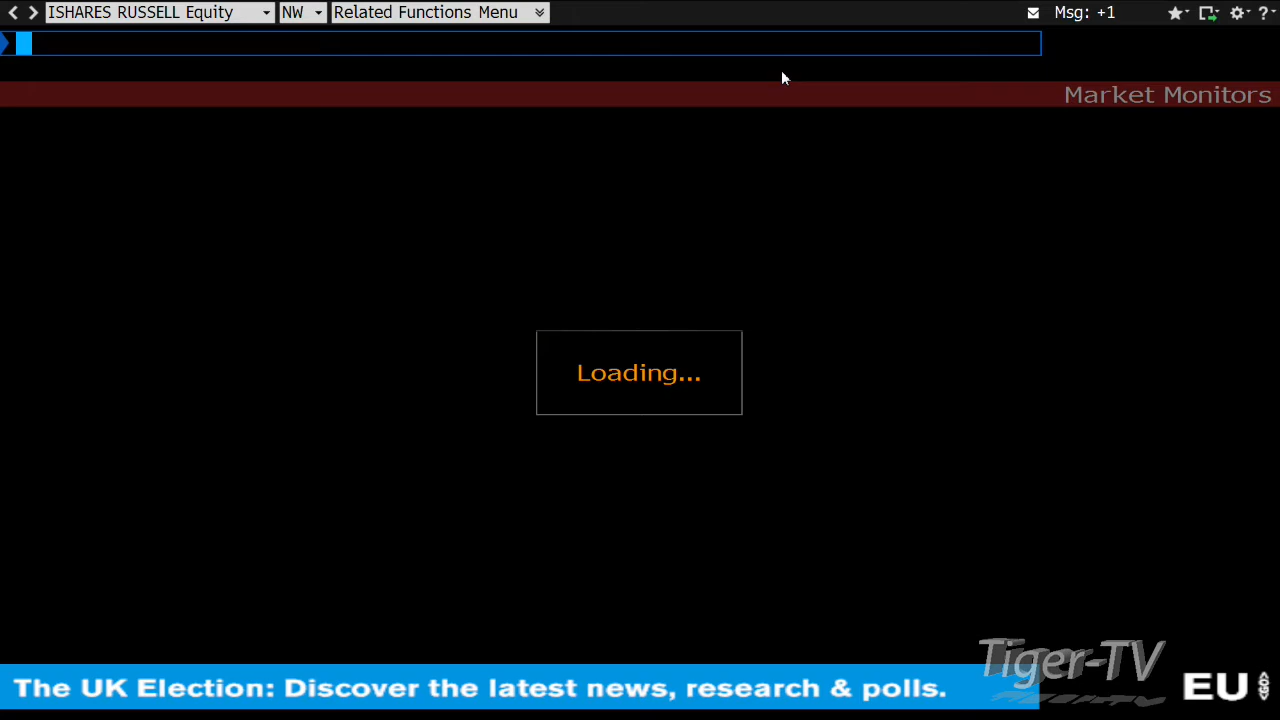 ISHARES RUSSELL Equity NW Related Functions Menu Msg: +1 ?
Market Monitors
Loading...
Tiger-TV
The UK Election: Discover the latest news, research & polls. EU GO